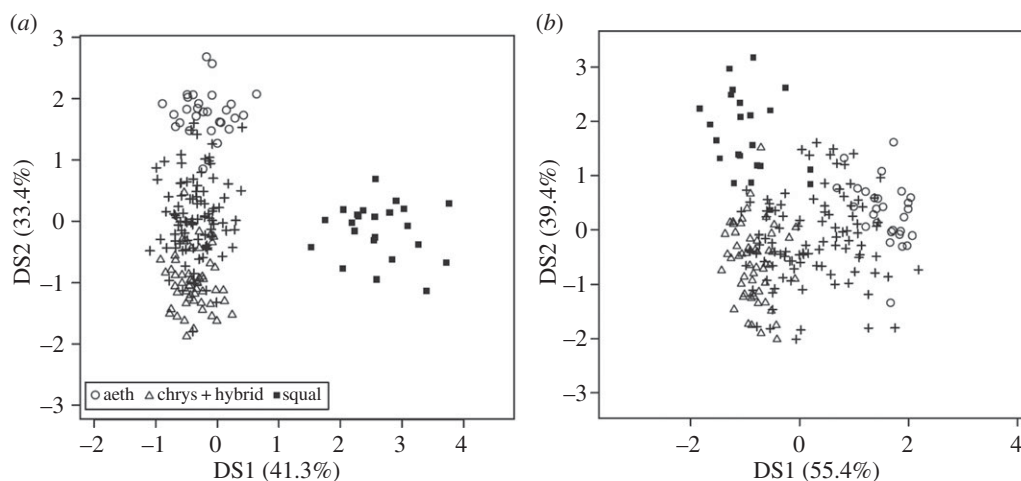 (a)
3
2
1
0
–1
–2
–3
DS2 (33.4%)
○ aeth △ chrys + hybrid ■ squal
–2 –1 0 1 2 3 4
DS1 (41.3%)
(b)
3
2
1
0
–1
–2
–3
DS2 (39.4%)
–2 0 2 4
DS1 (55.4%)